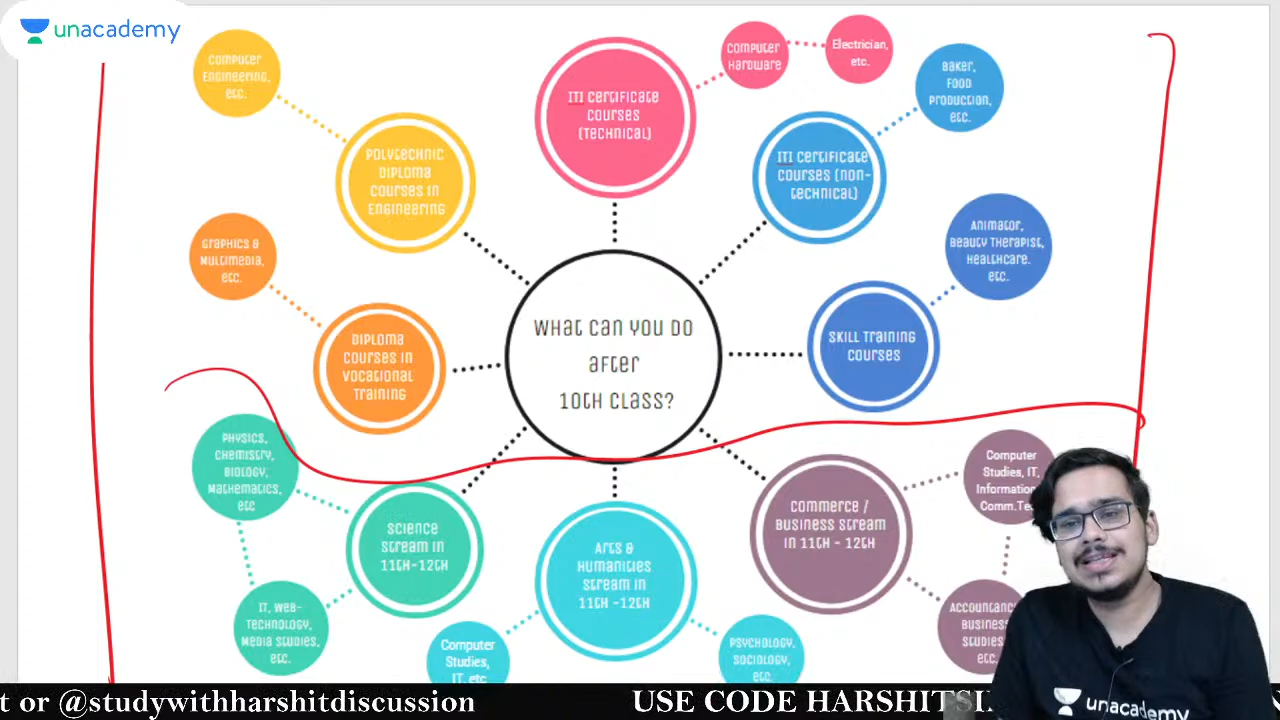 unacademy
Computer
Engineering,
etc.
Polytechnic
Diploma
Courses in
Engineering
ITI Certificate
Courses
(Technical)
Computer
Hardware
Electrician,
etc.
ITI Certificate
Courses (Non-
Technical)
Baker,
Food
Production,
etc.
Graphics &
Multimedia,
etc.
Diploma
Courses in
Vocational
Training
What can you do
after
10th Class?
Skill Training
Courses
Animator,
Beauty Therapist,
Healthcare.
etc.
Physics,
Chemistry,
Biology,
Mathematics,
etc
Science
Stream in
11th-12th
IT, Web-
Technology,
Media Studies,
etc.
Arts &
Humanities
Stream in
11th -12th
Computer
Studies,
IT, etc
Psychology,
Sociology,
etc.
Commerce /
Business Stream
in 11th - 12th
Computer
Studies, IT,
Information
Comm.
Accountanc
Business
Studies
etc.
unacademy
t or @studywithharshitdiscussion
USE CODE